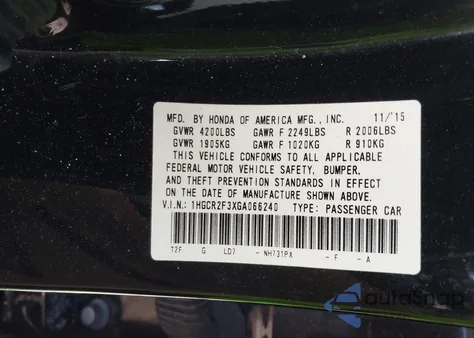 MFD. BY HONDA OF AMERICA MFG., INC. 11/'15
GVWR 4200LBS GAWR F 2249LBS R 2006LBS
GVWR 1905KG GAWR F 1020KG R 910KG
THIS VEHICLE CONFORMS TO ALL APPLICABLE
FEDERAL MOTOR VEHICLE SAFETY, BUMPER,
AND THEFT PREVENTION STANDARDS IN EFFECT
ON THE DATE OF MANUFACTURE SHOWN ABOVE.
V.I.N.: 1HGCR2F3XGA066240 TYPE: PASSENGER CAR
T2F G LD7 - NH731PX - F - A
autoSnap